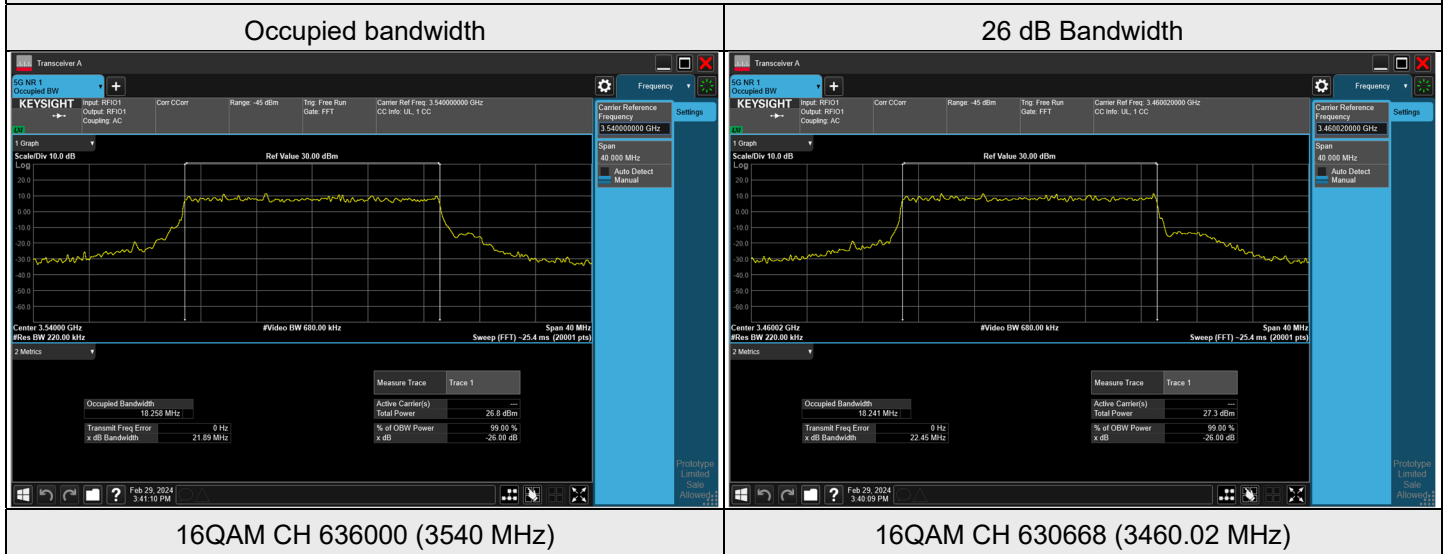 Occupied bandwidth
26 dB Bandwidth
Transceiver A
5G NR 1
Occupied BW
Frequency
KEYSIGHT
Input: RFIO1
Output: RFIO1
Coupling: AC
Corr CCorr
Range: -45 dBm
Trig: Free Run
Gate: FFT
Carrier Ref Freq: 3.540000000 GHz
CC Info: UL, 1 CC
LXI
Carrier Reference
Frequency
3.540000000 GHz
Settings
Span
40.000 MHz
Auto Detect
Manual
1 Graph
Scale/Div 10.0 dB
Ref Value 30.00 dBm
Log
20.0
10.0
0.00
-10.0
-20.0
-30.0
-40.0
-50.0
-60.0
Center 3.54000 GHz
#Video BW 680.00 kHz
Span 40 MHz
#Res BW 220.00 kHz
Sweep (FFT) ~25.4 ms (20001 pts)
2 Metrics
Measure Trace Trace 1
Occupied Bandwidth
18.258 MHz
Active Carrier(s) ---
Total Power 26.8 dBm
Transmit Freq Error 0 Hz
x dB Bandwidth 21.89 MHz
% of OBW Power 99.00 %
x dB -26.00 dB
Prototype
Limited
Sale
Allowed
Feb 29, 2024
3:41:10 PM
Transceiver A
5G NR 1
Occupied BW
Frequency
KEYSIGHT
Input: RFIO1
Output: RFIO1
Coupling: AC
Corr CCorr
Range: -45 dBm
Trig: Free Run
Gate: FFT
Carrier Ref Freq: 3.460020000 GHz
CC Info: UL, 1 CC
LXI
Carrier Reference
Frequency
3.460020000 GHz
Settings
Span
40.000 MHz
Auto Detect
Manual
1 Graph
Scale/Div 10.0 dB
Ref Value 30.00 dBm
Log
20.0
10.0
0.00
-10.0
-20.0
-30.0
-40.0
-50.0
-60.0
Center 3.46002 GHz
#Video BW 680.00 kHz
Span 40 MHz
#Res BW 220.00 kHz
Sweep (FFT) ~25.4 ms (20001 pts)
2 Metrics
Measure Trace Trace 1
Occupied Bandwidth
18.241 MHz
Active Carrier(s) ---
Total Power 27.3 dBm
Transmit Freq Error 0 Hz
x dB Bandwidth 22.45 MHz
% of OBW Power 99.00 %
x dB -26.00 dB
Prototype
Limited
Sale
Allowed
Feb 29, 2024
3:40:09 PM
16QAM CH 636000 (3540 MHz)
16QAM CH 630668 (3460.02 MHz)